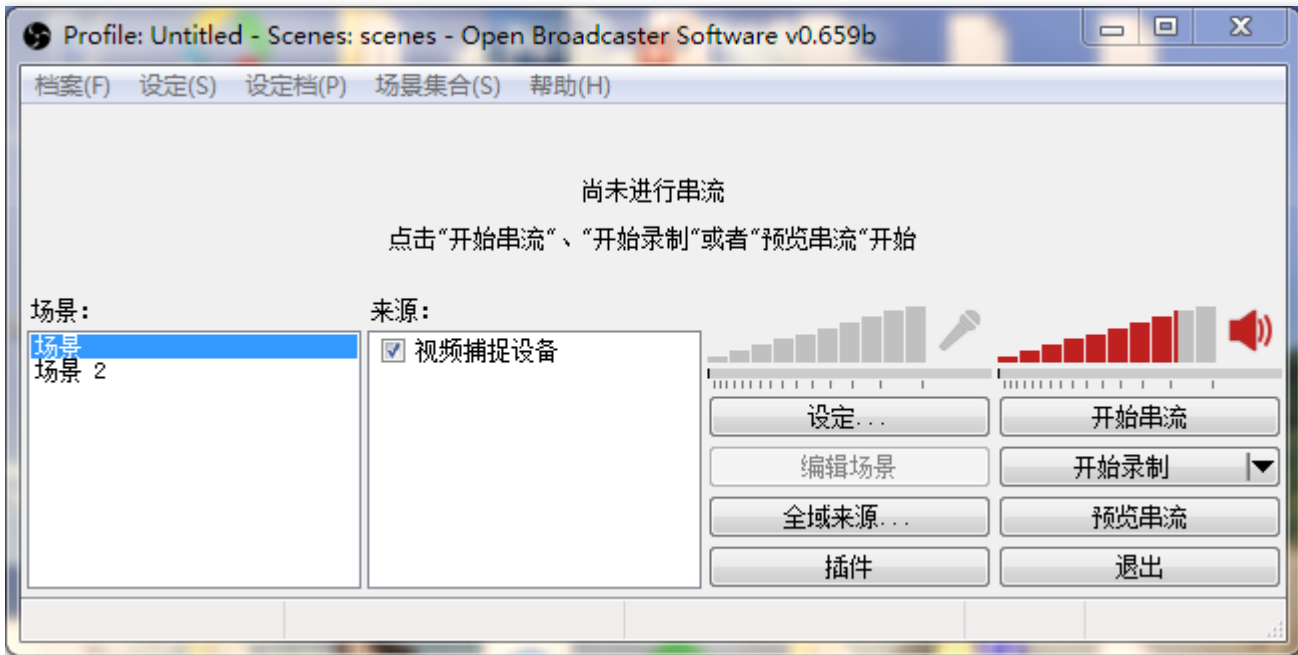 Profile: Untitled - Scenes: scenes - Open Broadcaster Software v0.659b
档案(F) 设定(S) 设定档(P) 场景集合(S) 帮助(H)
尚未进行串流
点击"开始串流"、"开始录制"或者"预览串流"开始
场景:
来源:
场景
场景 2
视频捕捉设备
设定...
开始串流
编辑场景
开始录制
全域来源...
预览串流
插件
退出